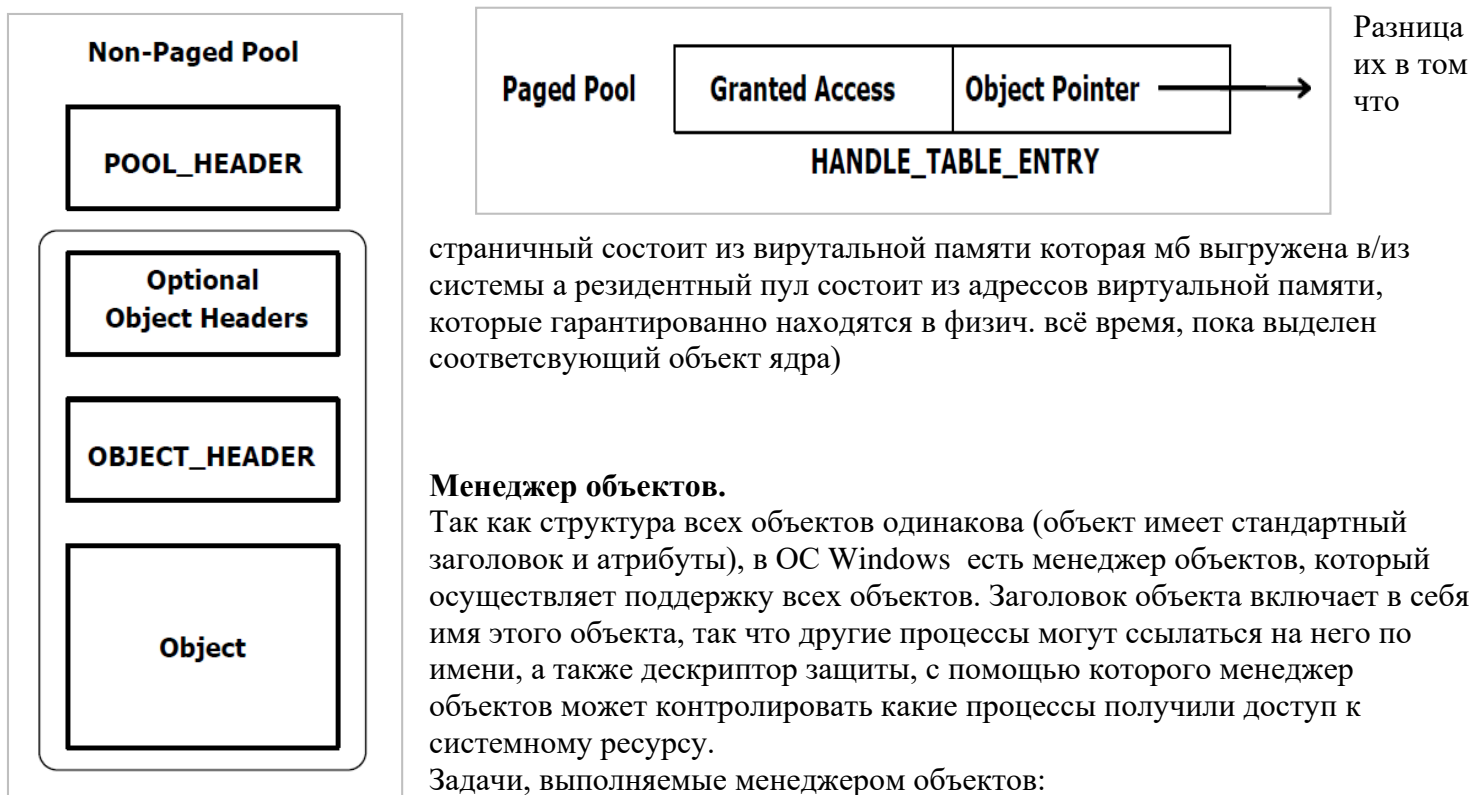 Non-Paged Pool
POOL_HEADER
Optional
Object Headers
OBJECT_HEADER
Object
Paged Pool
Granted Access
Object Pointer
HANDLE_TABLE_ENTRY
Разница
их в том
что
страничный состоит из вирутальной памяти которая мб выгружена в/из
системы а резидентный пул состоит из адрессов виртуальной памяти,
которые гарантированно находятся в физич. всё время, пока выделен
соответсвующий объект ядра)
Менеджер объектов.
Так как структура всех объектов одинакова (объект имеет стандартный
заголовок и атрибуты), в ОС Windows есть менеджер объектов, который
осуществляет поддержку всех объектов. Заголовок объекта включает в себя
имя этого объекта, так что другие процессы могут ссылаться на него по
имени, а также дескриптор защиты, с помощью которого менеджер
объектов может контролировать какие процессы получили доступ к
системному ресурсу.
Задачи, выполняемые менеджером объектов: